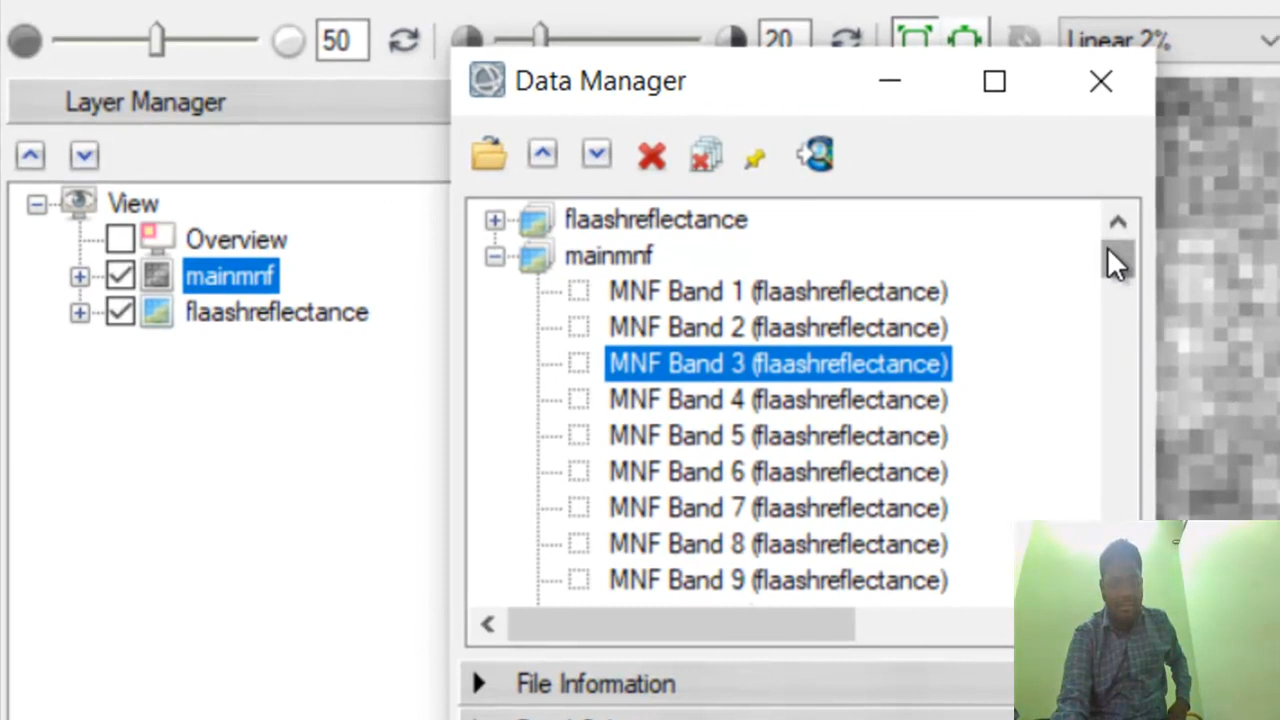 50
20
Linear 2%
Data Manager
Layer Manager
View
Overview
mainmnf
flaashreflectance
flaashreflectance
mainmnf
MNF Band 1 (flaashreflectance)
MNF Band 2 (flaashreflectance)
MNF Band 3 (flaashreflectance)
MNF Band 4 (flaashreflectance)
MNF Band 5 (flaashreflectance)
MNF Band 6 (flaashreflectance)
MNF Band 7 (flaashreflectance)
MNF Band 8 (flaashreflectance)
MNF Band 9 (flaashreflectance)
File Information